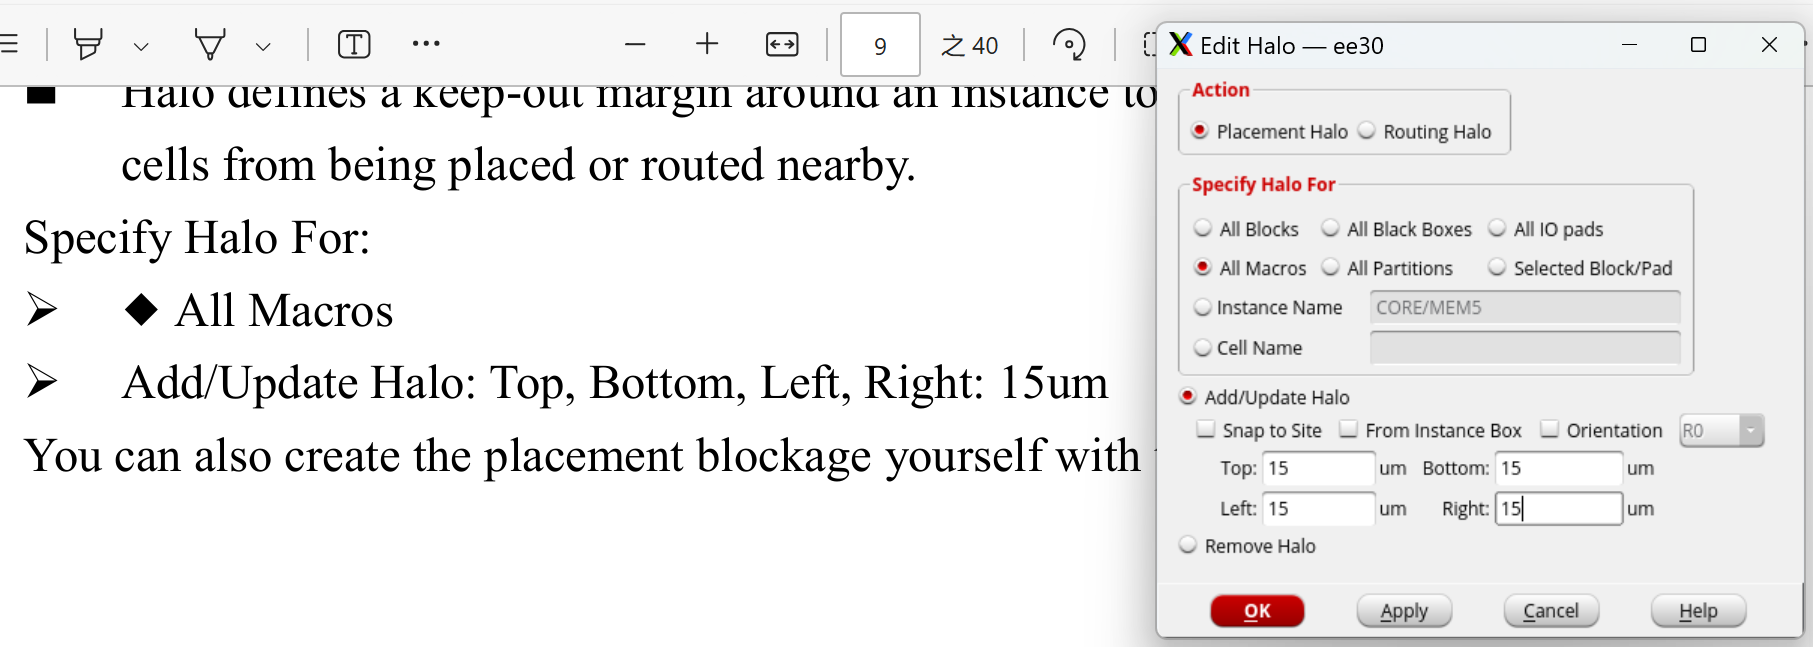 9 之 40
Halo defines a keep-out margin around an instance to
cells from being placed or routed nearby.
Specify Halo For:
➢ ◆ All Macros
➢ Add/Update Halo: Top, Bottom, Left, Right: 15um
You can also create the placement blockage yourself with
Edit Halo — ee30
Action
Placement Halo Routing Halo
Specify Halo For
All Blocks All Black Boxes All IO pads
All Macros All Partitions Selected Block/Pad
Instance Name CORE/MEM5
Cell Name
Add/Update Halo
Snap to Site From Instance Box Orientation R0
Top: 15 um Bottom: 15 um
Left: 15 um Right: 15 um
Remove Halo
OK Apply Cancel Help